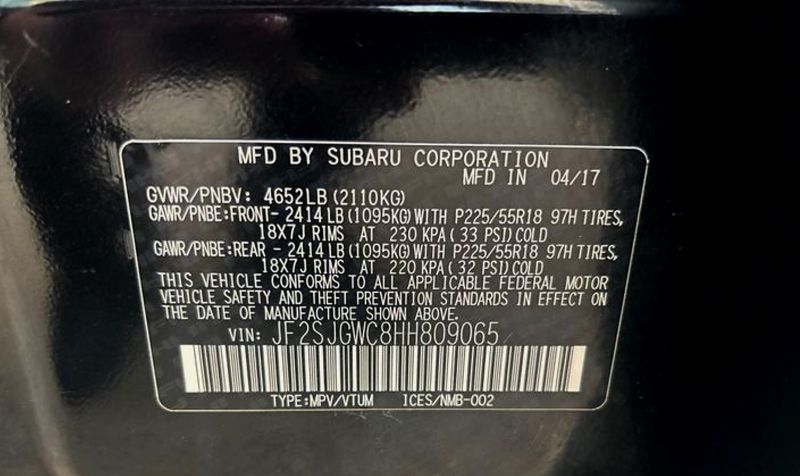 MFD BY SUBARU CORPORATION
MFD IN 04/17
GVWR/PNBV: 4652LB (2110KG)
GAWR/PNBE:FRONT- 2414 LB (1095KG) WITH P225/55R18 97H TIRES,
18X7J RIMS AT 230 KPA ( 33 PSI) COLD
GAWR/PNBE:REAR - 2414 LB (1095KG) WITH P225/55R18 97H TIRES,
18X7J RIMS AT 220 KPA ( 32 PSI) COLD
THIS VEHICLE CONFORMS TO ALL APPLICABLE FEDERAL MOTOR
VEHICLE SAFETY AND THEFT PREVENTION STANDARDS IN EFFECT ON
THE DATE OF MANUFACTURE SHOWN ABOVE.
VIN: JF2SJGWC8HH809065
TYPE:MPV/VTUM ICES/NMB-002